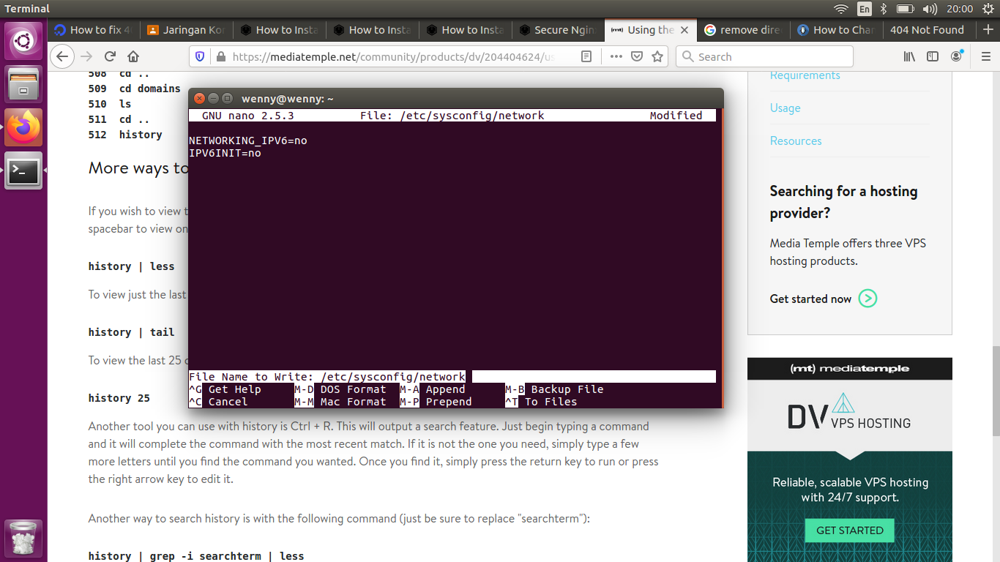 Terminal
En
20:00
How to fix 4
Jaringan Kor
How to Insta
How to Insta
How to Insta
Secure Ngin
(mt) Using the
remove dire
How to Char
404 Not Found
https://mediatemple.net/community/products/dv/204404624/us
Search
508 cd ..
509 cd domains
510 ls
511 cd ..
512 history
More ways to
If you wish to view t
spacebar to view on
history | less
To view just the last
history | tail
To view the last 25 c
history 25
Another tool you can use with history is Ctrl + R. This will output a search feature. Just begin typing a command
and it will complete the command with the most recent match. If it is not the one you need, simply type a few
more letters until you find the command you wanted. Once you find it, simply press the return key to run or press
the right arrow key to edit it.
Another way to search history is with the following command (just be sure to replace "searchterm"):
history | grep -i searchterm | less
wenny@wenny: ~
GNU nano 2.5.3 File: /etc/sysconfig/network Modified
NETWORKING_IPV6=no
IPV6INIT=no
File Name to Write: /etc/sysconfig/network
^G Get Help M-D DOS Format M-A Append M-B Backup File
^C Cancel M-M Mac Format M-P Prepend ^T To Files
Requirements
Usage
Resources
Searching for a hosting
provider?
Media Temple offers three VPS
hosting products.
Get started now
(mt) mediatemple
DV VPS HOSTING
Reliable, scalable VPS hosting
with 24/7 support.
GET STARTED